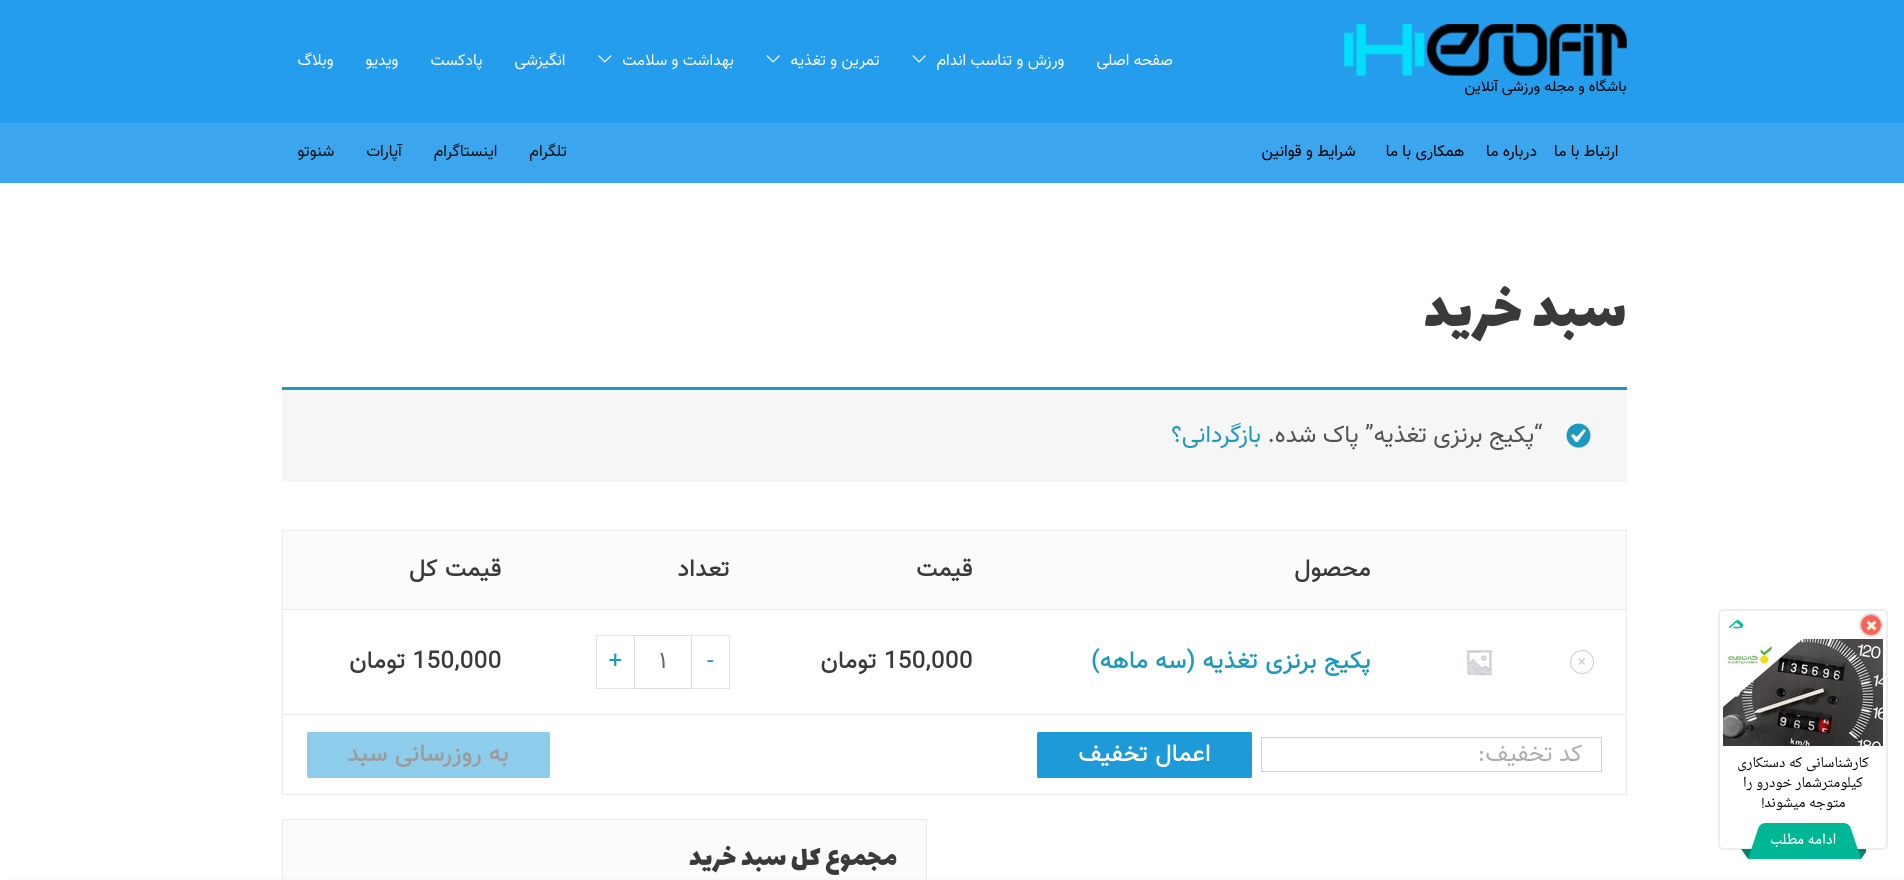 HEROFIT
باشگاه و مجله ورزشی آنلاین
صفحه اصلی ورزش و تناسب اندام تمرین و تغذیه بهداشت و سلامت انگیزشی پادکست ویدیو وبلاگ
ارتباط با ما درباره ما همکاری با ما شرایط و قوانین تلگرام اینستاگرام آپارات شنوتو
سبد خرید
“پکیج برنزی تغذیه” پاک شده. بازگردانی؟
محصول قیمت تعداد قیمت کل
× پکیج برنزی تغذیه (سه ماهه) 150,000 تومان - ۱ + 150,000 تومان
کد تخفیف: اعمال تخفیف به روزرسانی سبد
مجموع کل سبد خرید
120
135696
965
km/h
کارشناسانی که دستکاری
کیلومترشمار خودرو را
متوجه میشوند!
ادامه مطلب